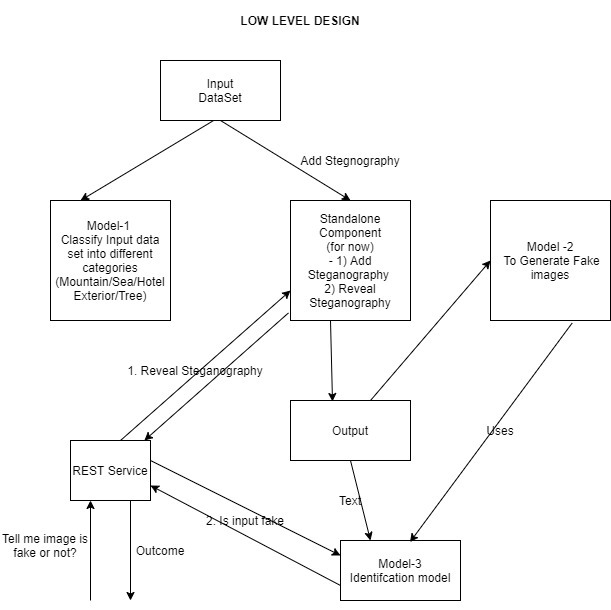 LOW LEVEL DESIGN
Input
DataSet
Add Stegnography
Model-1
Classify Input data
set into different
categories
(Mountain/Sea/Hotel
Exterior/Tree)
Standalone
Component
(for now)
- 1) Add
Steganography
2) Reveal
Steganography
Model -2
To Generate Fake
images
1. Reveal Steganography
Output
Uses
REST Service
Text
2. Is input fake
Tell me image is
fake or not?
Outcome
Model-3
Identifcation model